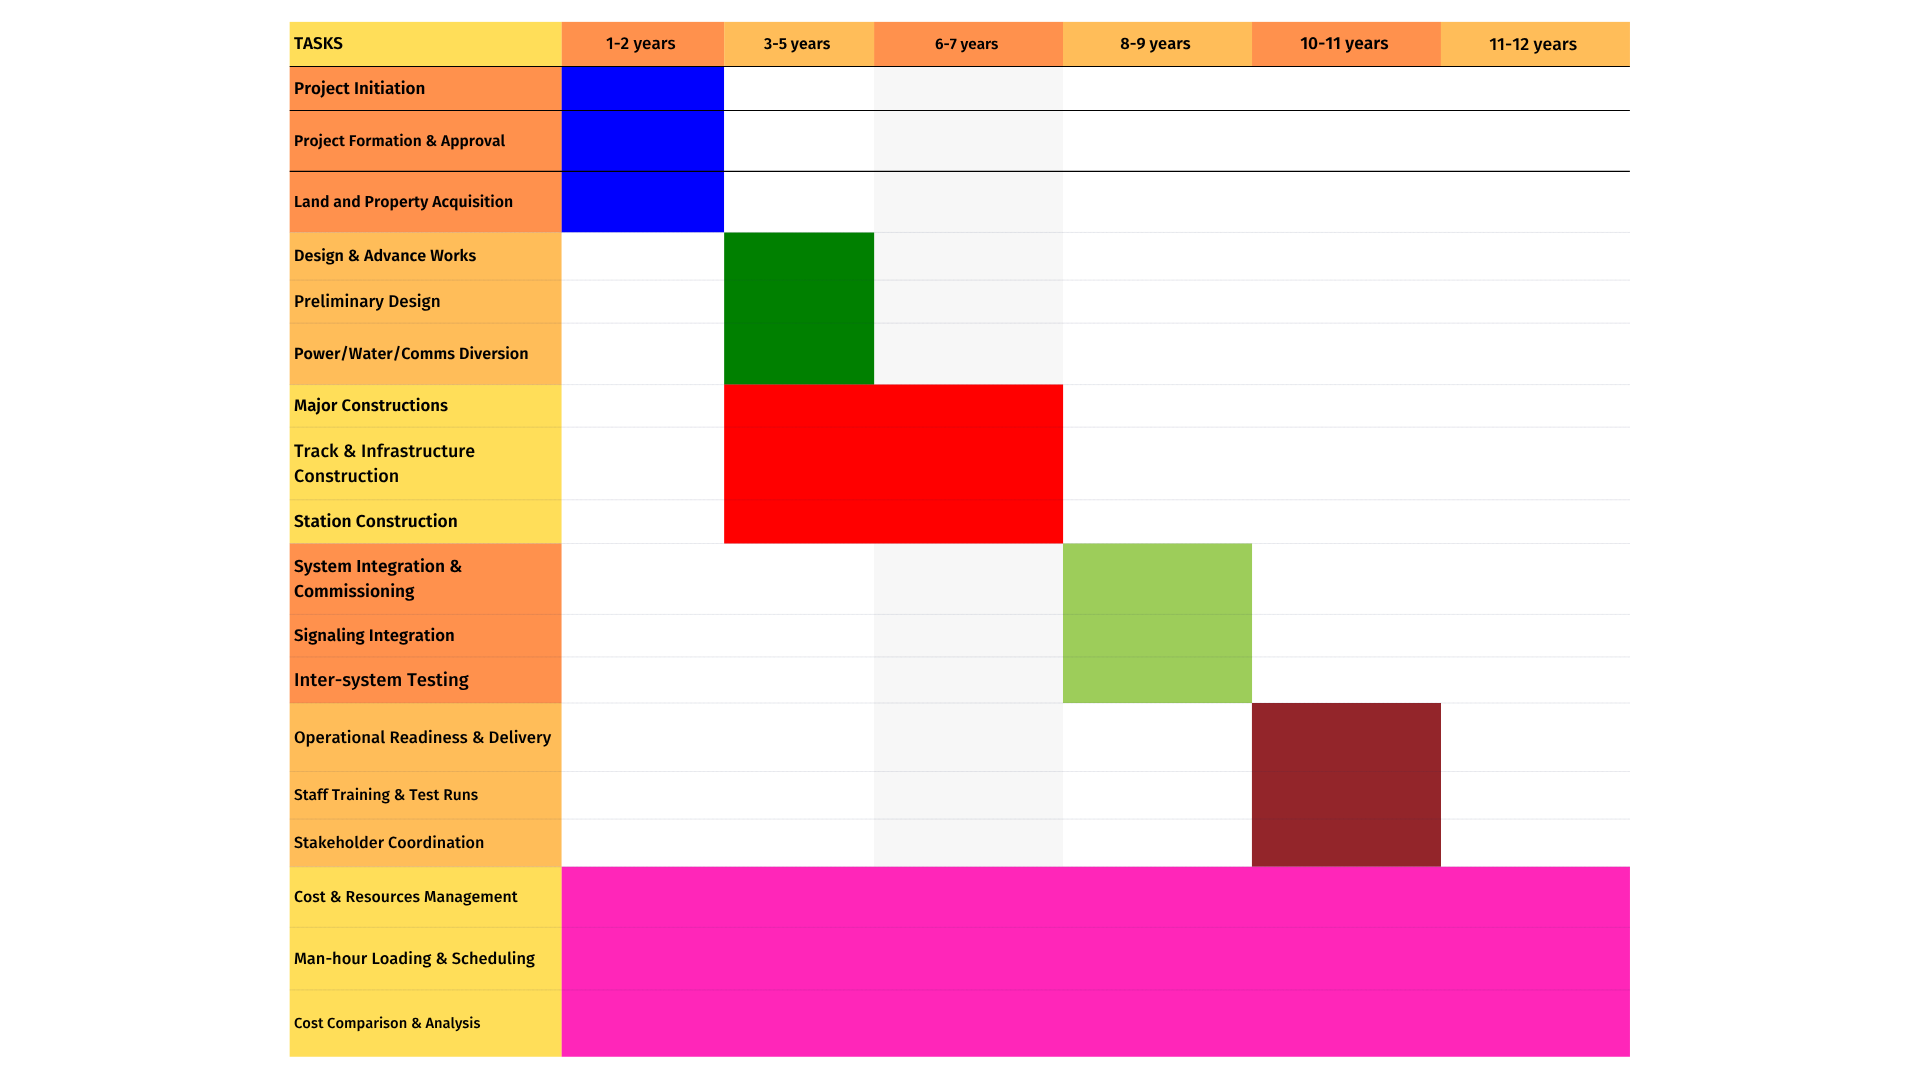 TASKS 1-2 years 3-5 years 6-7 years 8-9 years 10-11 years 11-12 years
Project Initiation
Project Formation & Approval
Land and Property Acquisition
Design & Advance Works
Preliminary Design
Power/Water/Comms Diversion
Major Constructions
Track & Infrastructure
Construction
Station Construction
System Integration &
Commissioning
Signaling Integration
Inter-system Testing
Operational Readiness & Delivery
Staff Training & Test Runs
Stakeholder Coordination
Cost & Resources Management
Man-hour Loading & Scheduling
Cost Comparison & Analysis